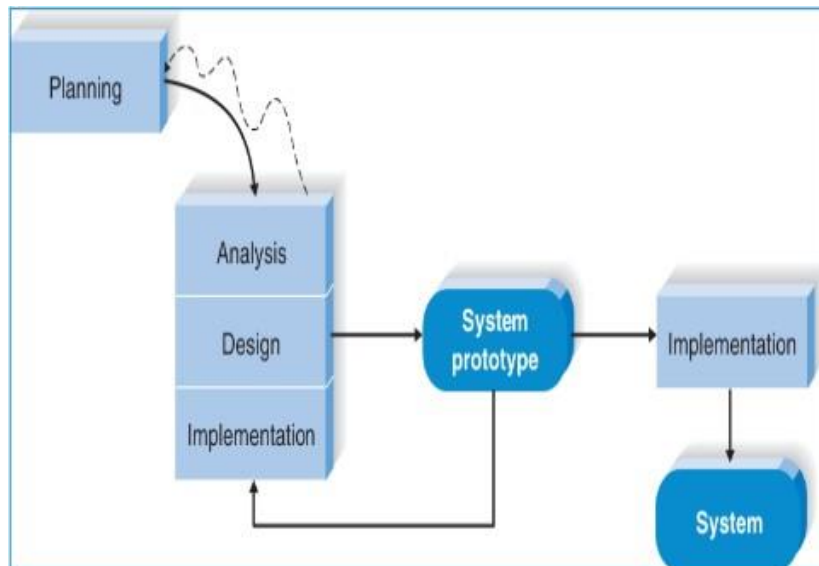 Planning
Analysis
Design
Implementation
System
prototype
Implementation
System